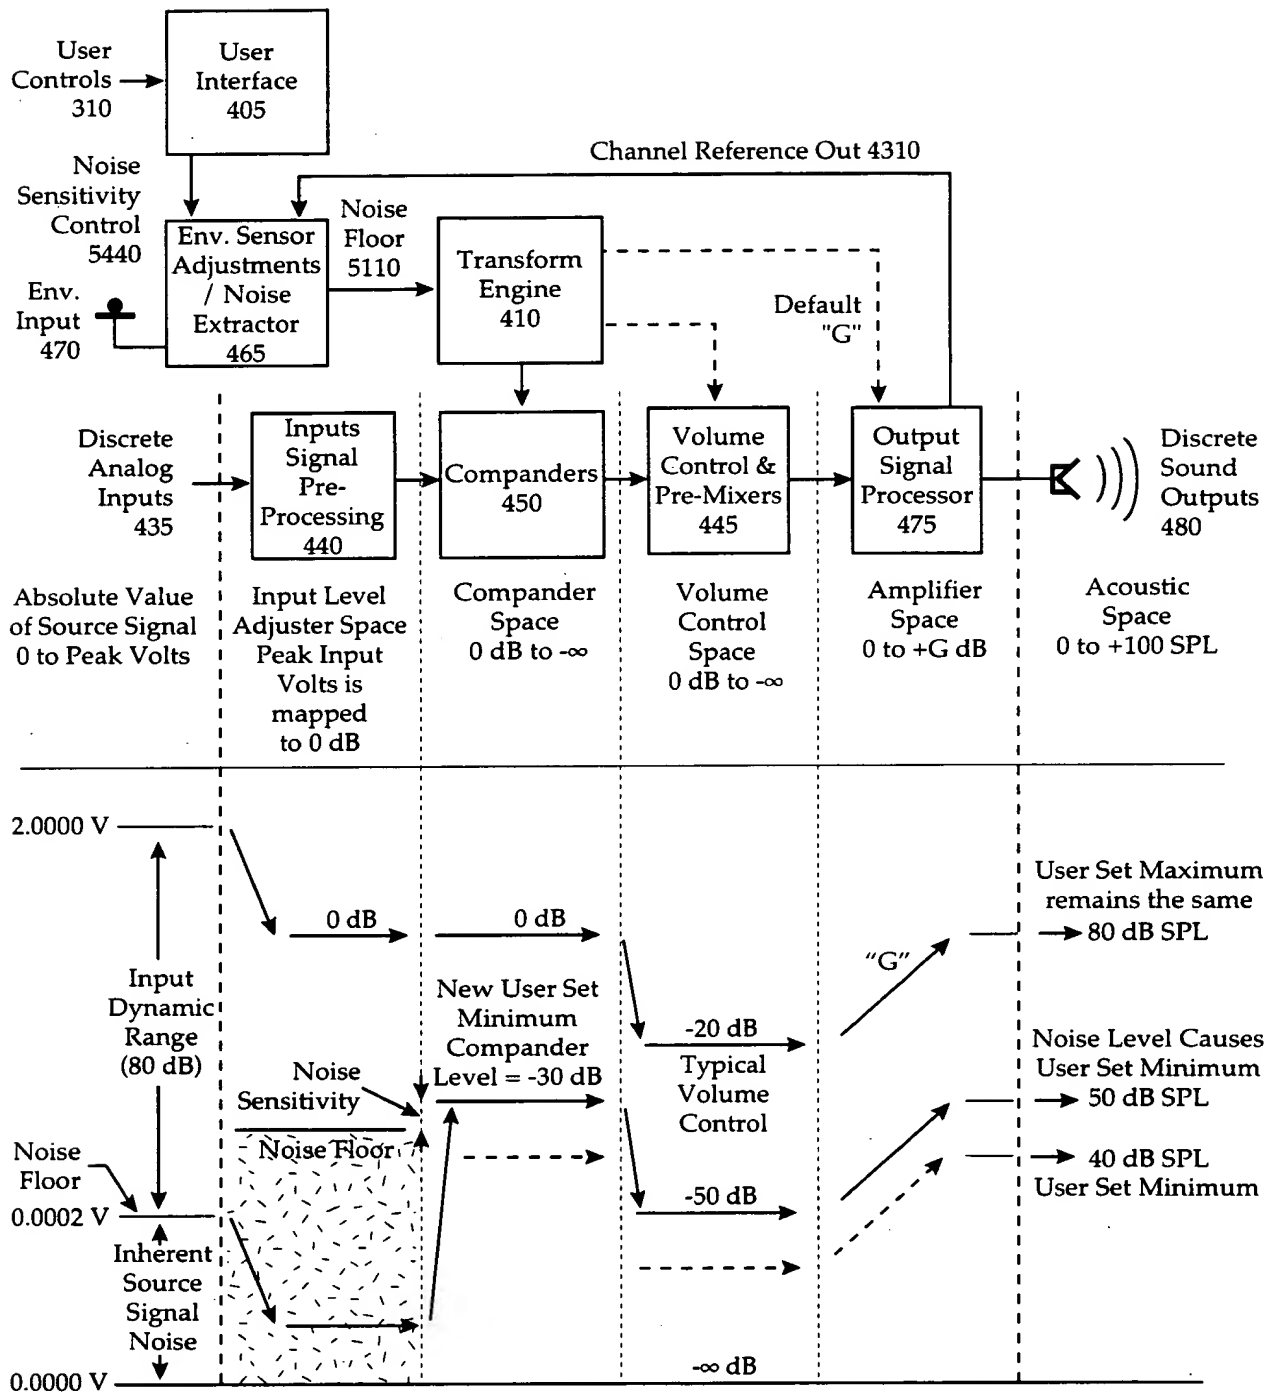 User
Controls
310
User
Interface
405
Channel Reference Out 4310
Noise
Sensitivity
Control
5440
Env. Sensor
Adjustments
/ Noise
Extractor
465
Noise
Floor
5110
Transform
Engine
410
Default
"G"
Env.
Input
470
Discrete
Analog
Inputs
435
Inputs
Signal
Pre-
Processing
440
Companders
450
Volume
Control &
Pre-Mixers
445
Output
Signal
Processor
475
Discrete
Sound
Outputs
480
Absolute Value
of Source Signal
0 to Peak Volts
Input Level
Adjuster Space
Peak Input
Volts is
mapped
to 0 dB
Compander
Space
0 dB to -∞
Volume
Control
Space
0 dB to -∞
Amplifier
Space
0 to +G dB
Acoustic
Space
0 to +100 SPL
2.0000 V
0 dB
0 dB
User Set Maximum
remains the same
80 dB SPL
"G"
Input
Dynamic
Range
(80 dB)
New User Set
Minimum
Compander
Level = -30 dB
-20 dB
Typical
Volume
Control
Noise Level Causes
User Set Minimum
50 dB SPL
Noise
Sensitivity
Noise Floor
Noise
Floor
40 dB SPL
User Set Minimum
0.0002 V
-50 dB
Inherent
Source
Signal
Noise
-∞ dB
0.0000 V